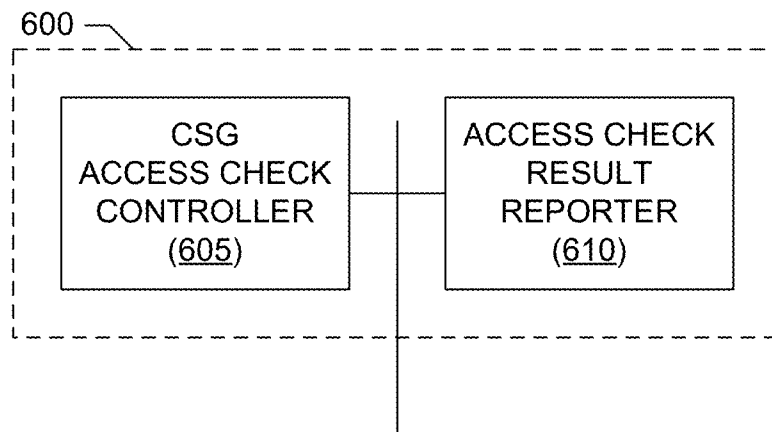 600
CSG
ACCESS CHECK
CONTROLLER
(605)
ACCESS CHECK
RESULT
REPORTER
(610)